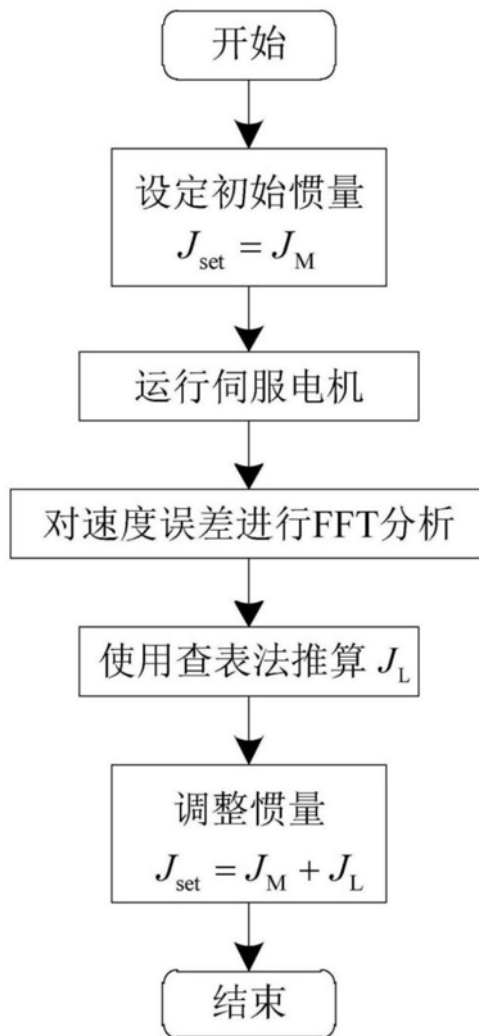 开始
设定初始惯量
J_set = J_M
运行伺服电机
对速度误差进行FFT分析
使用查表法推算 J_L
调整惯量
J_set = J_M + J_L
结束